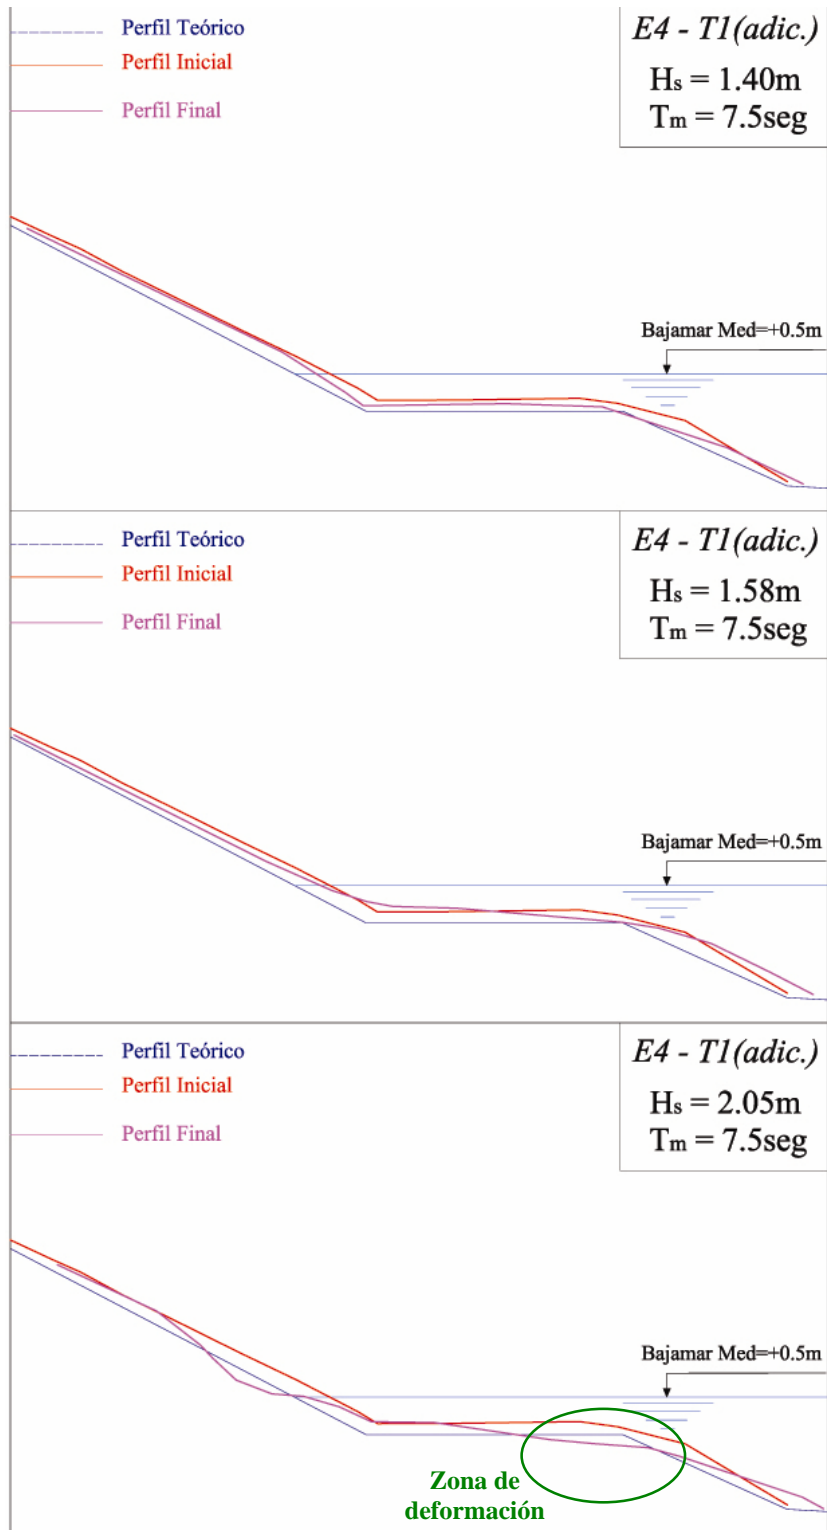 Perfil Teórico
Perfil Inicial
Perfil Final
E4 - T1(adic.)
Hs = 1.40m
Tm = 7.5seg
Bajamar Med=+0.5m
Perfil Teórico
Perfil Inicial
Perfil Final
E4 - T1(adic.)
Hs = 1.58m
Tm = 7.5seg
Bajamar Med=+0.5m
Perfil Teórico
Perfil Inicial
Perfil Final
E4 - T1(adic.)
Hs = 2.05m
Tm = 7.5seg
Bajamar Med=+0.5m
Zona de
deformación